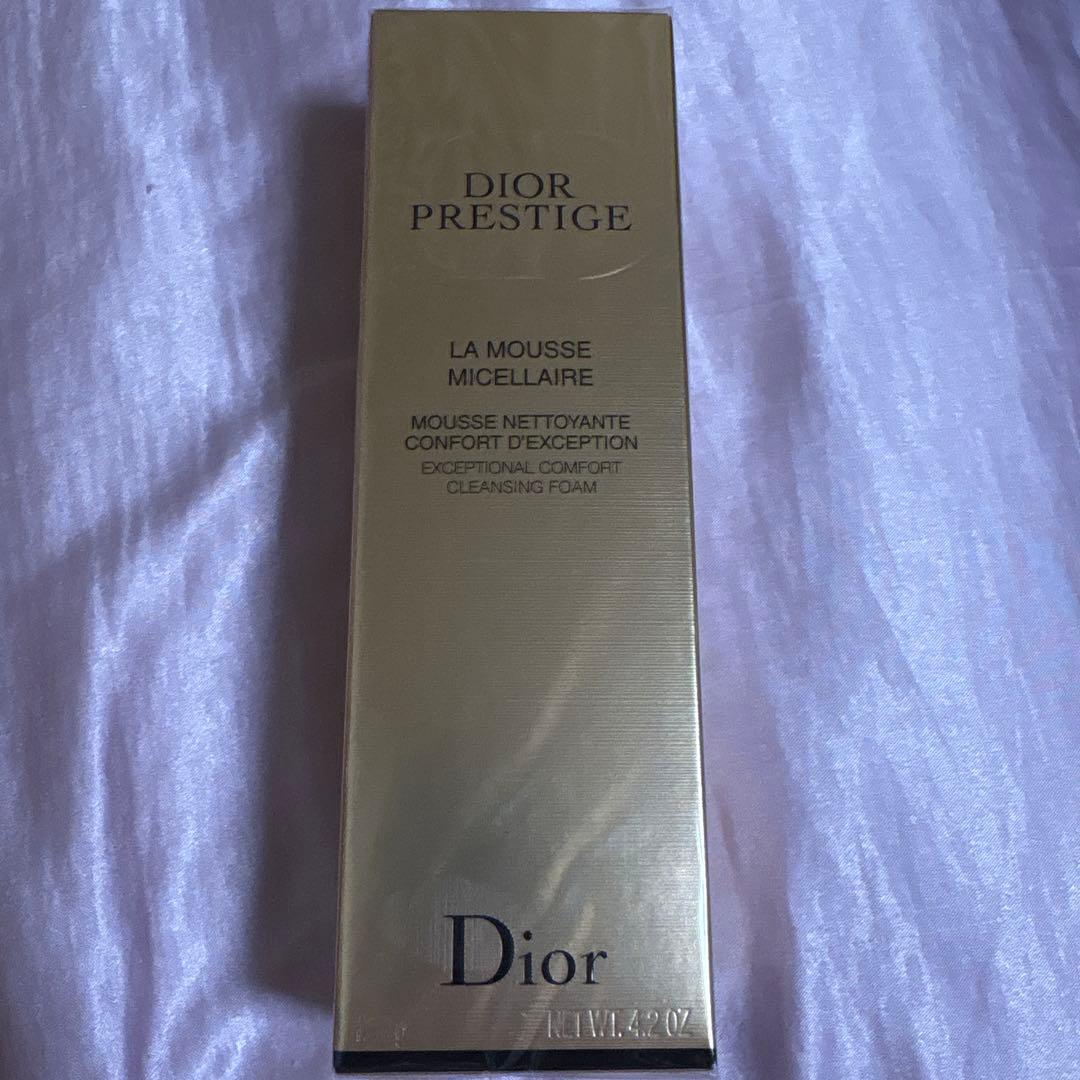 DIOR
PRESTIGE
LA MOUSSE
MICELLAIRE
MOUSSE NETTOYANTE
CONFORT D'EXCEPTION
EXCEPTIONAL COMFORT
CLEANSING FOAM
Dior
NET WT. 4.2 OZ